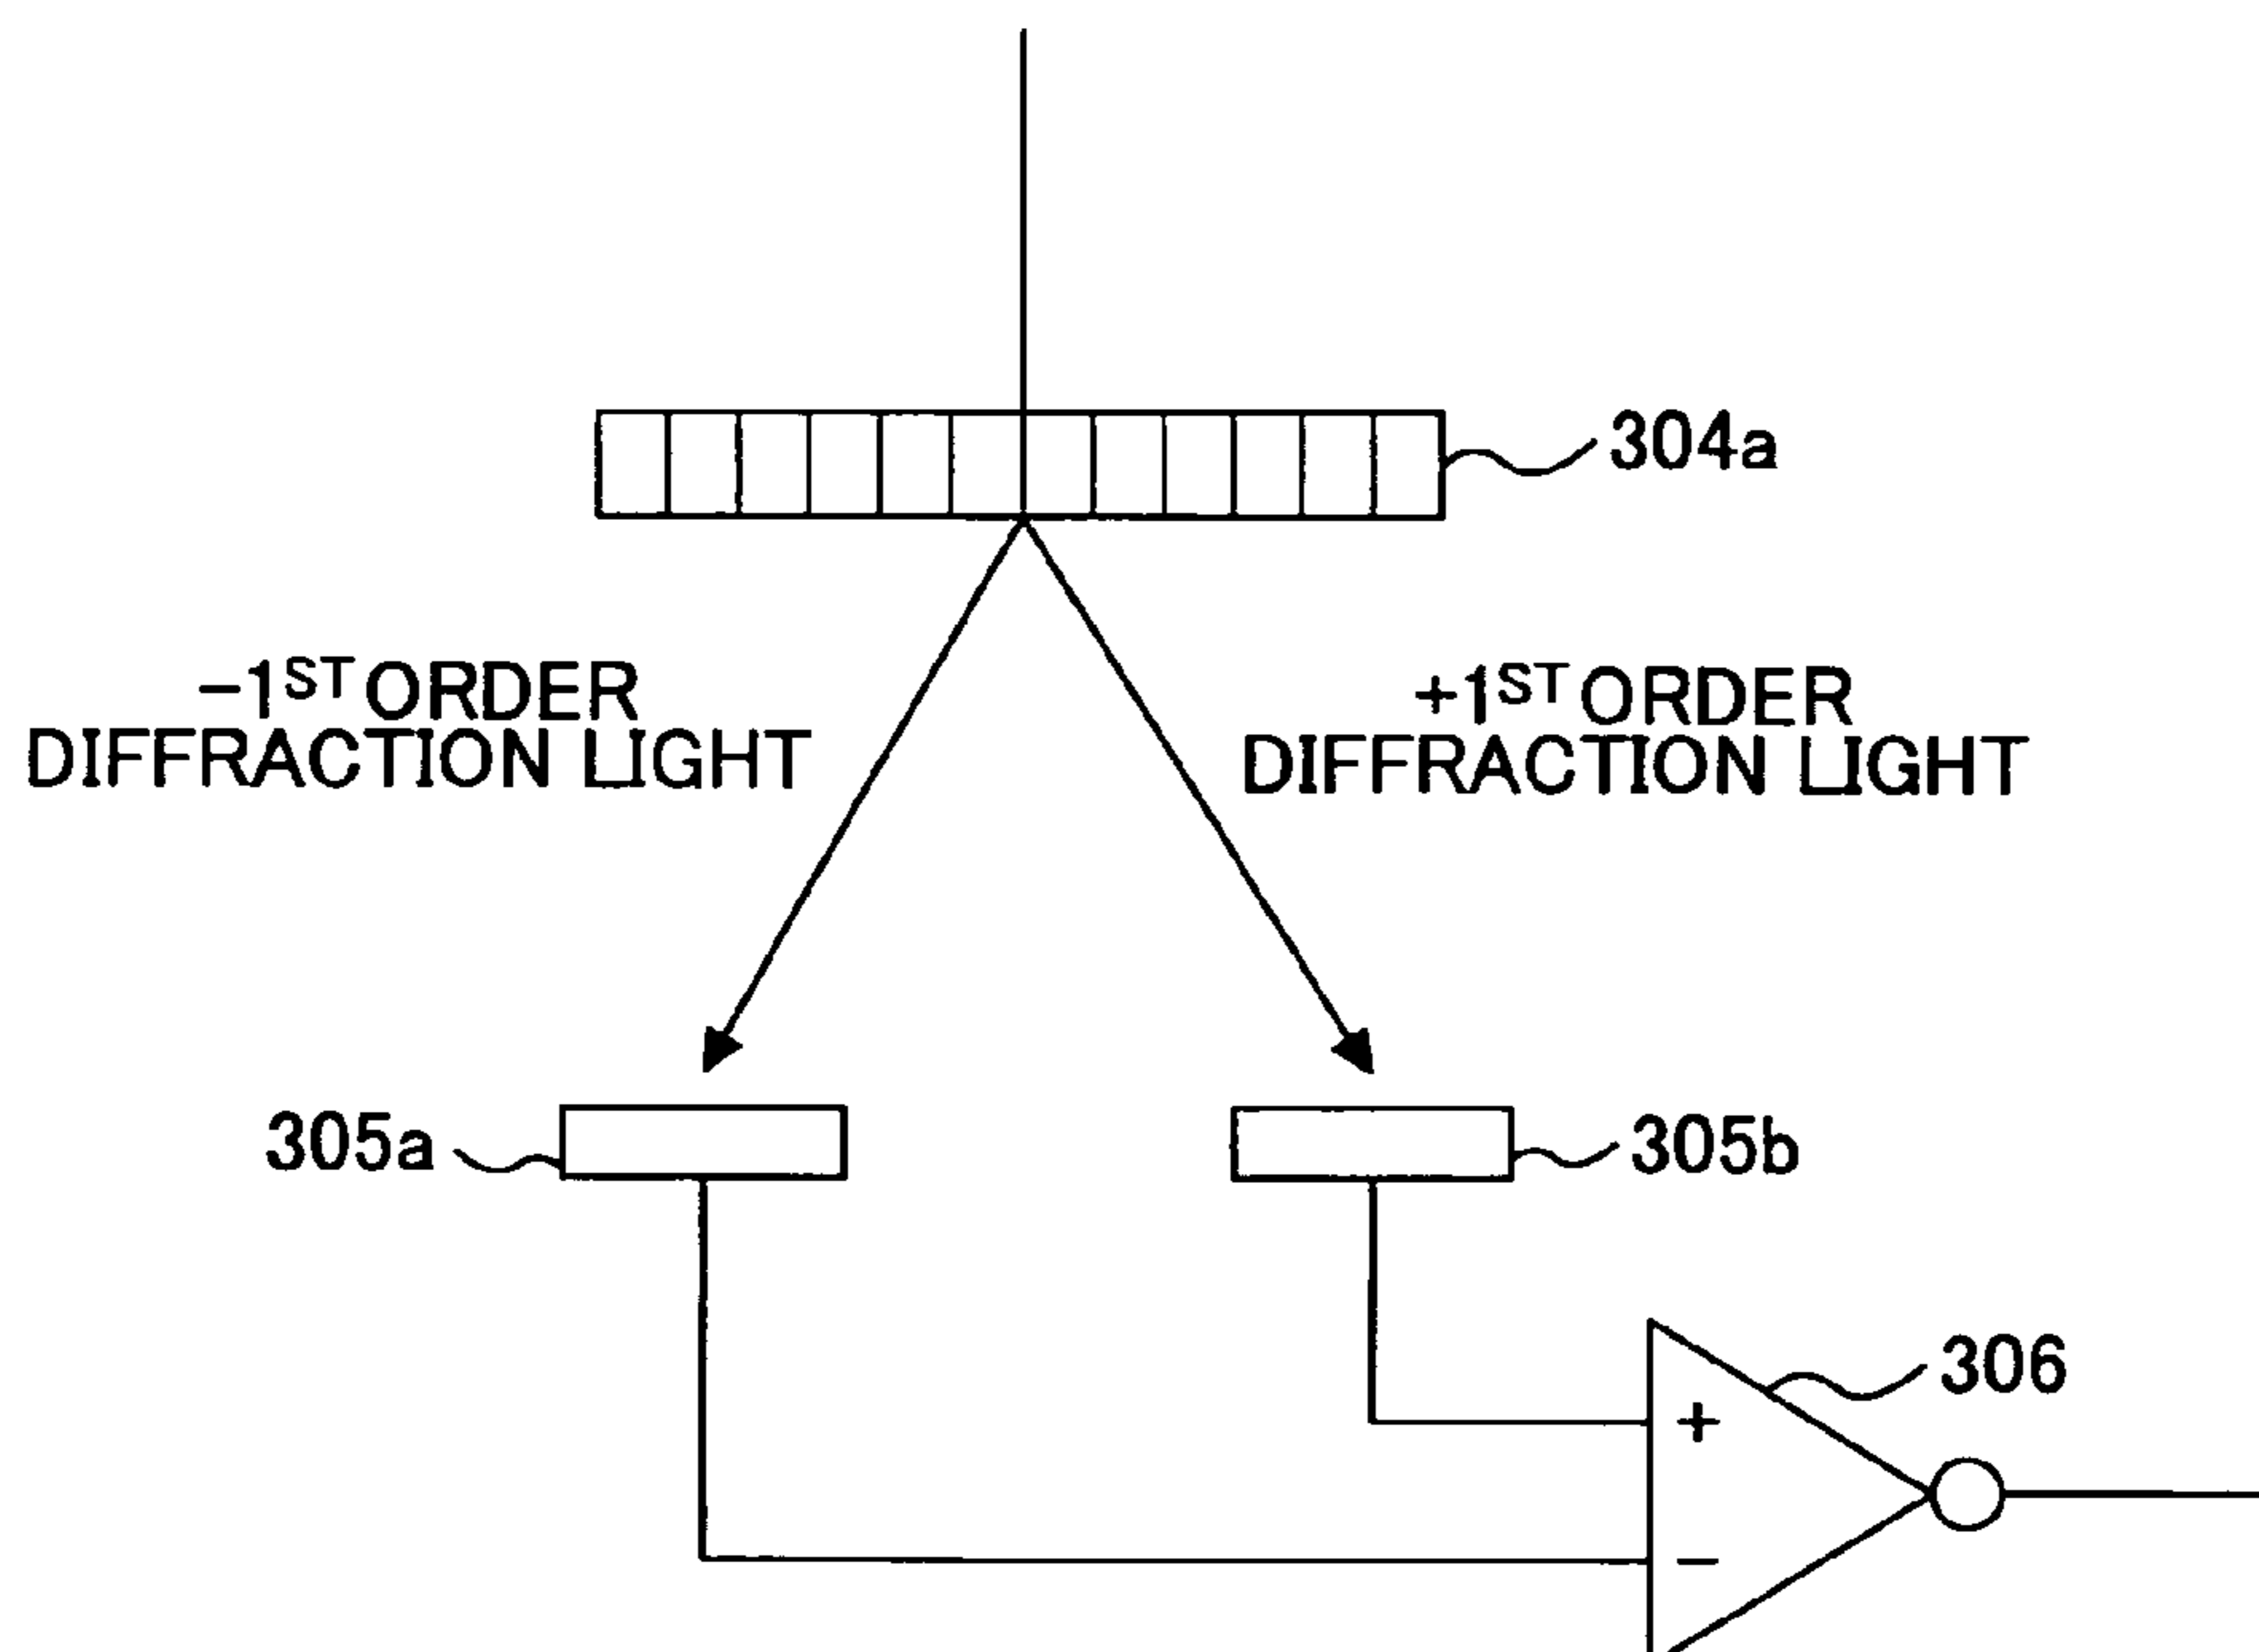 304a
−1ST ORDER
DIFFRACTION LIGHT
+1ST ORDER
DIFFRACTION LIGHT
305a
305b
306
+
−